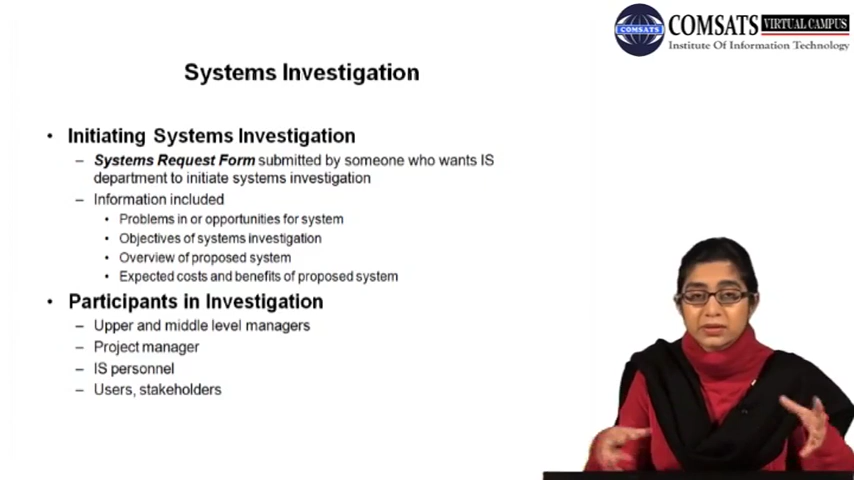 COMSATS VIRTUAL CAMPUS
Institute Of Information Technology
COMSATS
Systems Investigation
• Initiating Systems Investigation
– Systems Request Form submitted by someone who wants IS
department to initiate systems investigation
– Information included
• Problems in or opportunities for system
• Objectives of systems investigation
• Overview of proposed system
• Expected costs and benefits of proposed system
• Participants in Investigation
– Upper and middle level managers
– Project manager
– IS personnel
– Users, stakeholders